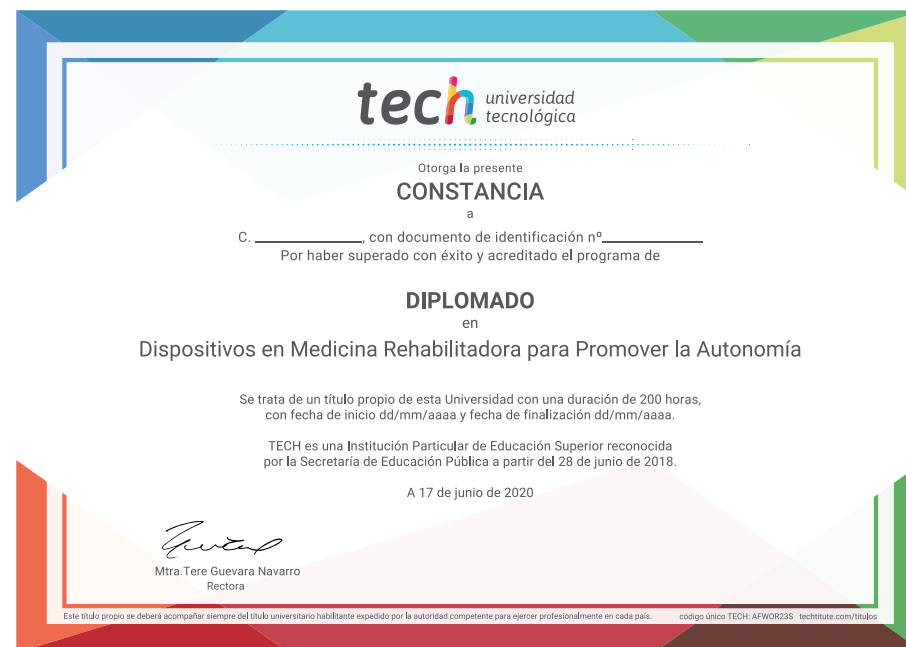 tech universidad
tecnológica
Otorga la presente
CONSTANCIA
a
C. ____________, con documento de identificación nº____________
Por haber superado con éxito y acreditado el programa de
DIPLOMADO
en
Dispositivos en Medicina Rehabilitadora para Promover la Autonomía
Se trata de un título propio de esta Universidad con una duración de 200 horas,
con fecha de inicio dd/mm/aaaa y fecha de finalización dd/mm/aaaa.
TECH es una Institución Particular de Educación Superior reconocida
por la Secretaría de Educación Pública a partir del 28 de junio de 2018.
A 17 de junio de 2020
Mtra.Tere Guevara Navarro
Rectora
Este título propio se deberá acompañar siempre del título universitario habilitante expedido por la autoridad competente para ejercer profesionalmente en cada país. código único TECH: AFWOR23S techtitute.com/titulos